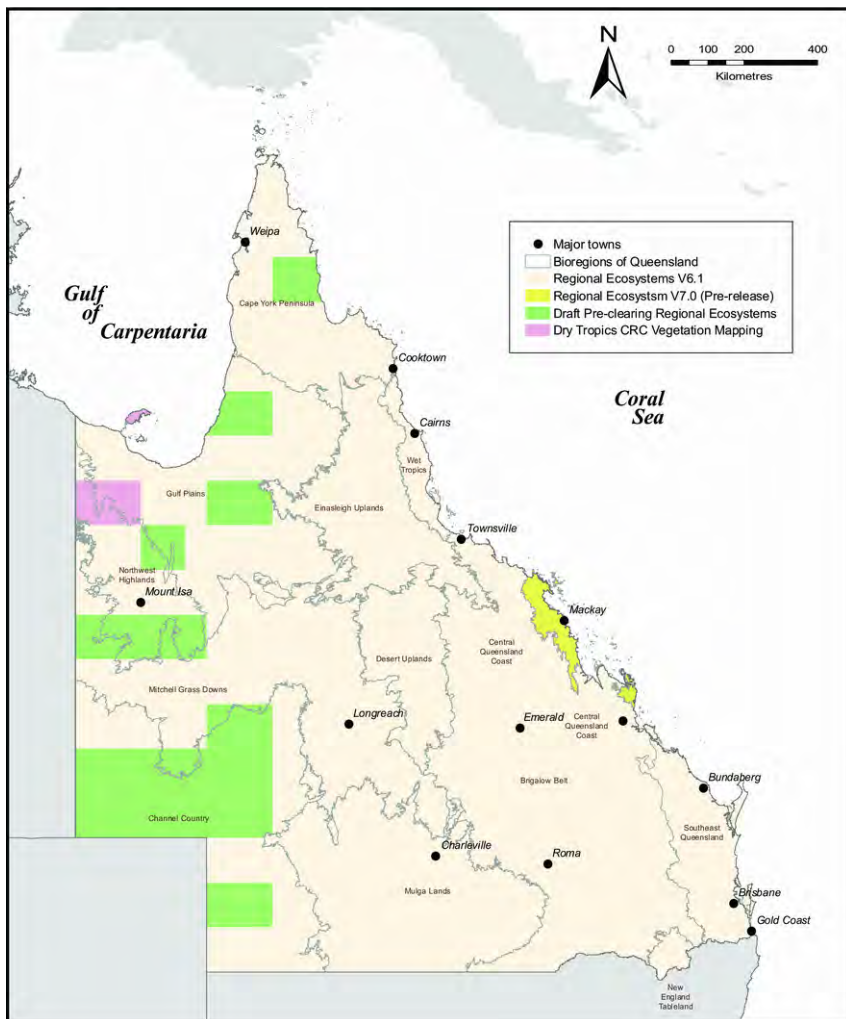 N
0 100 200 400
Kilometres
Weipa
Major towns
Bioregions of Queensland
Regional Ecosystems V6.1
Regional Ecosystsm V7.0 (Pre-release)
Draft Pre-clearing Regional Ecosystems
Dry Tropics CRC Vegetation Mapping
Gulf
of
Carpentaria
Cape York Peninsula
Cooktown
Coral
Sea
Cairns
Wet
Tropics
Gulf Plains
Einasleigh Uplands
Townsville
Northwest
Highlands
Mount Isa
Mackay
Central
Queensland
Coast
Desert Uplands
Mitchell Grass Downs
Longreach
Emerald
Central
Queensland
Coast
Brigalow Belt
Bundaberg
Channel Country
Southeast
Queensland
Charleville
Roma
Mulga Lands
Brisbane
Gold Coast
New
England
Tableland